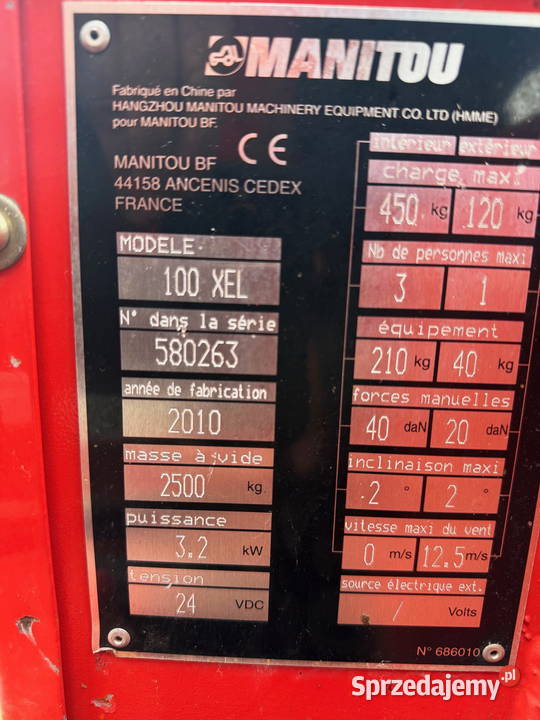 MANITOU
Fabriqué en Chine par
HANGZHOU MANITOU MACHINERY EQUIPMENT CO. LTD (HMME)
pour MANITOU BF.
CE
MANITOU BF
44158 ANCENIS CEDEX
FRANCE
MODELE
100 XEL
N° dans la série
580263
année de fabrication
2010
masse à vide
2500 kg
puissance
3.2 kW
tension
24 VDC
intérieur extérieur
charge maxi
450 kg 120 kg
Nb de personnes maxi
3 1
équipement
210 kg 40 kg
forces manuelles
40 daN 20 daN
inclinaison maxi
2 ° 2 °
vitesse maxi du vent
0 m/s 12.5 m/s
source électrique ext.
/ Volts
N° 686010
Sprzedajemy.pl